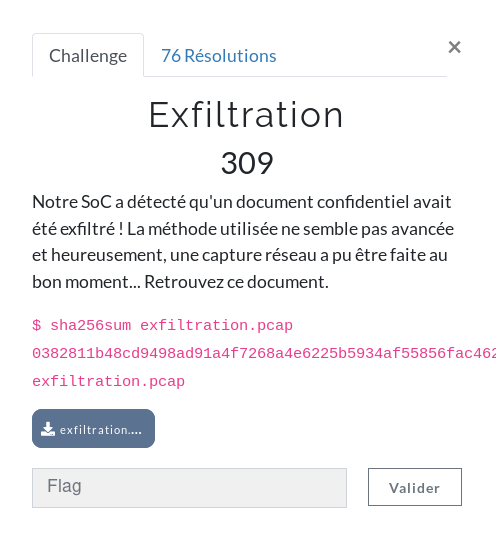 Challenge 76 Résolutions ×
Exfiltration
309
Notre SoC a détecté qu'un document confidentiel avait
été exfiltré ! La méthode utilisée ne semble pas avancée
et heureusement, une capture réseau a pu être faite au
bon moment... Retrouvez ce document.
$ sha256sum exfiltration.pcap
0382811b48cd9498ad91a4f7268a4e6225b5934af55856fac462
exfiltration.pcap
exfiltration....
Flag Valider